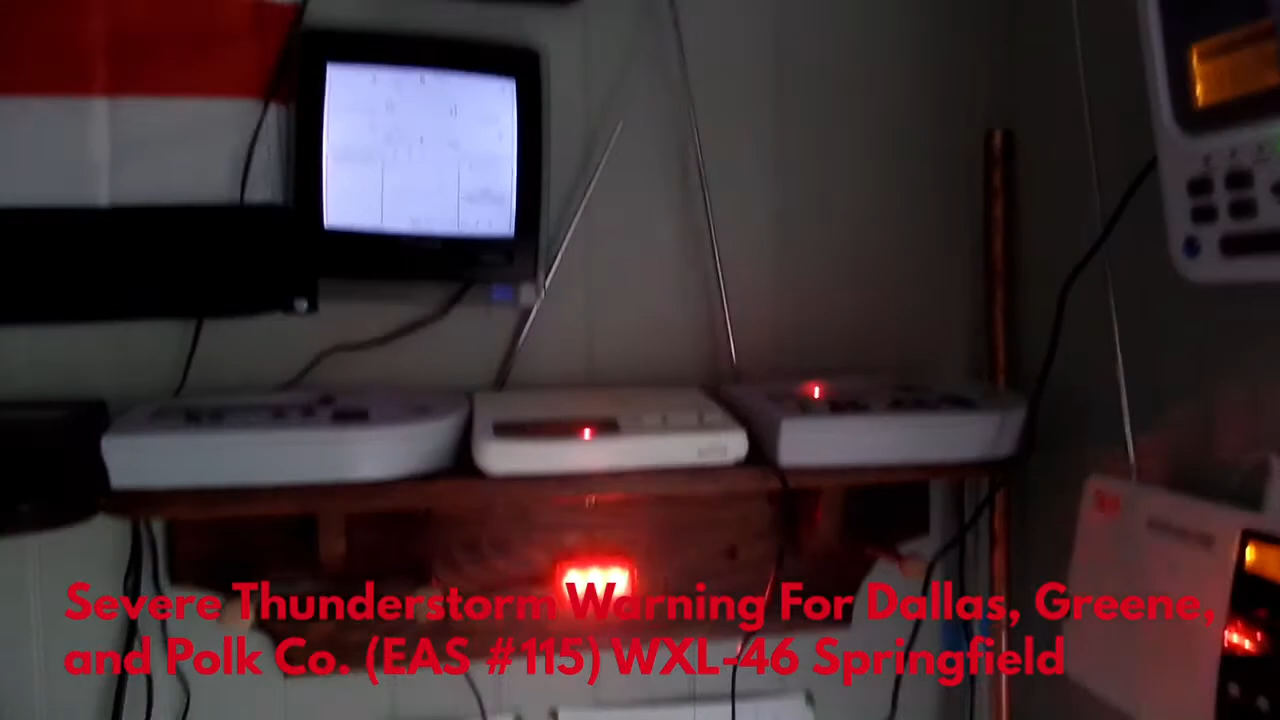 Severe Thunderstorm Warning For Dallas, Greene,
and Polk Co. (EAS #115) WXL-46 Springfield